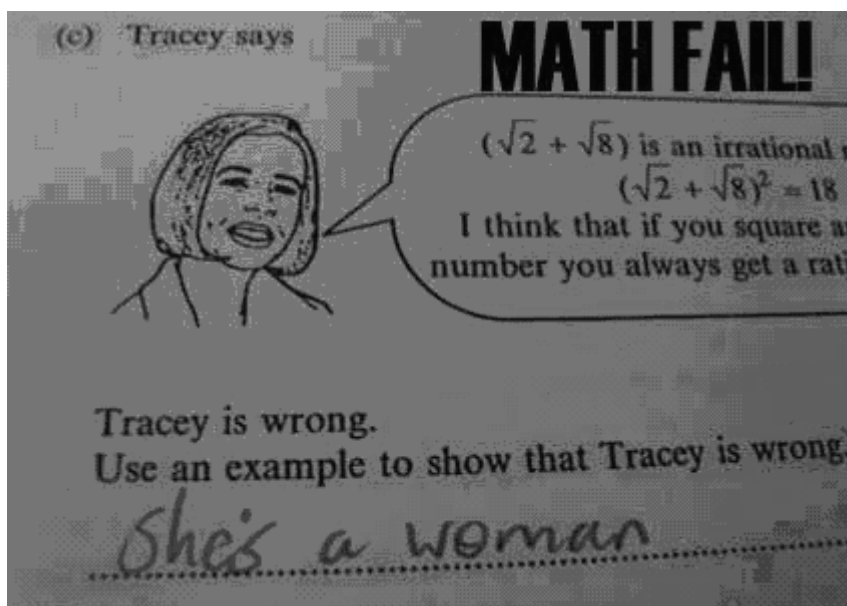 (c) Tracey says
MATH FAIL!
(√2 + √8) is an irrational
(√2 + √8)² = 18
I think that if you square
number you always get a
Tracey is wrong.
Use an example to show that Tracey is wrong.
She's a woman